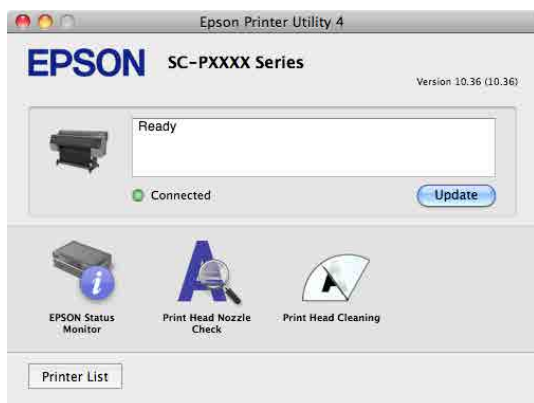 Epson Printer Utility 4
EPSON SC-PXXXX Series
Version 10.36 (10.36)
Ready
Connected
Update
EPSON Status
Monitor
Print Head Nozzle
Check
Print Head Cleaning
Printer List